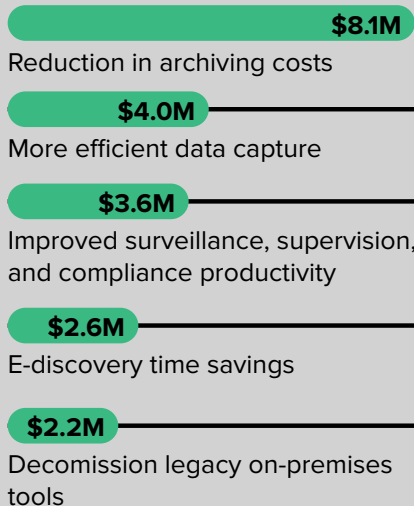 $8.1M
Reduction in archiving costs
$4.0M
More efficient data capture
$3.6M
Improved surveillance, supervision,
and compliance productivity
$2.6M
E-discovery time savings
$2.2M
Decomission legacy on-premises
tools